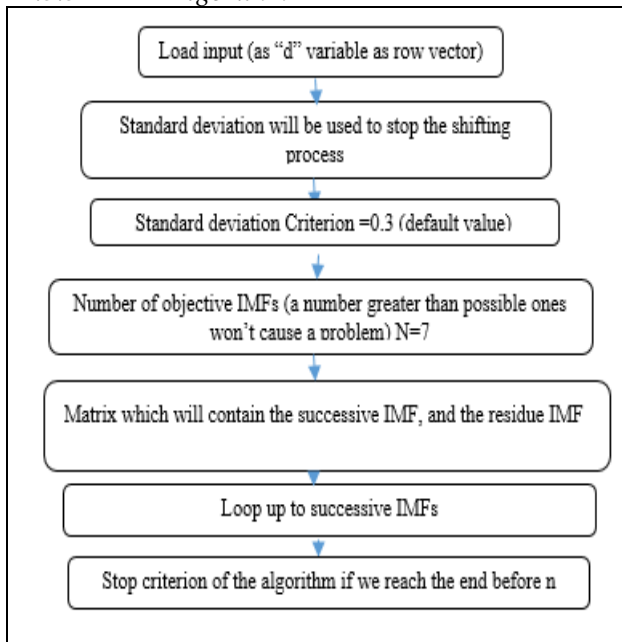 Load input (as “d” variable as row vector)
Standard deviation will be used to stop the shifting
process
Standard deviation Criterion =0.3 (default value)
Number of objective IMFs (a number greater than possible ones
won’t cause a problem) N=7
Matrix which will contain the successive IMF, and the residue IMF
Loop up to successive IMFs
Stop criterion of the algorithm if we reach the end before n